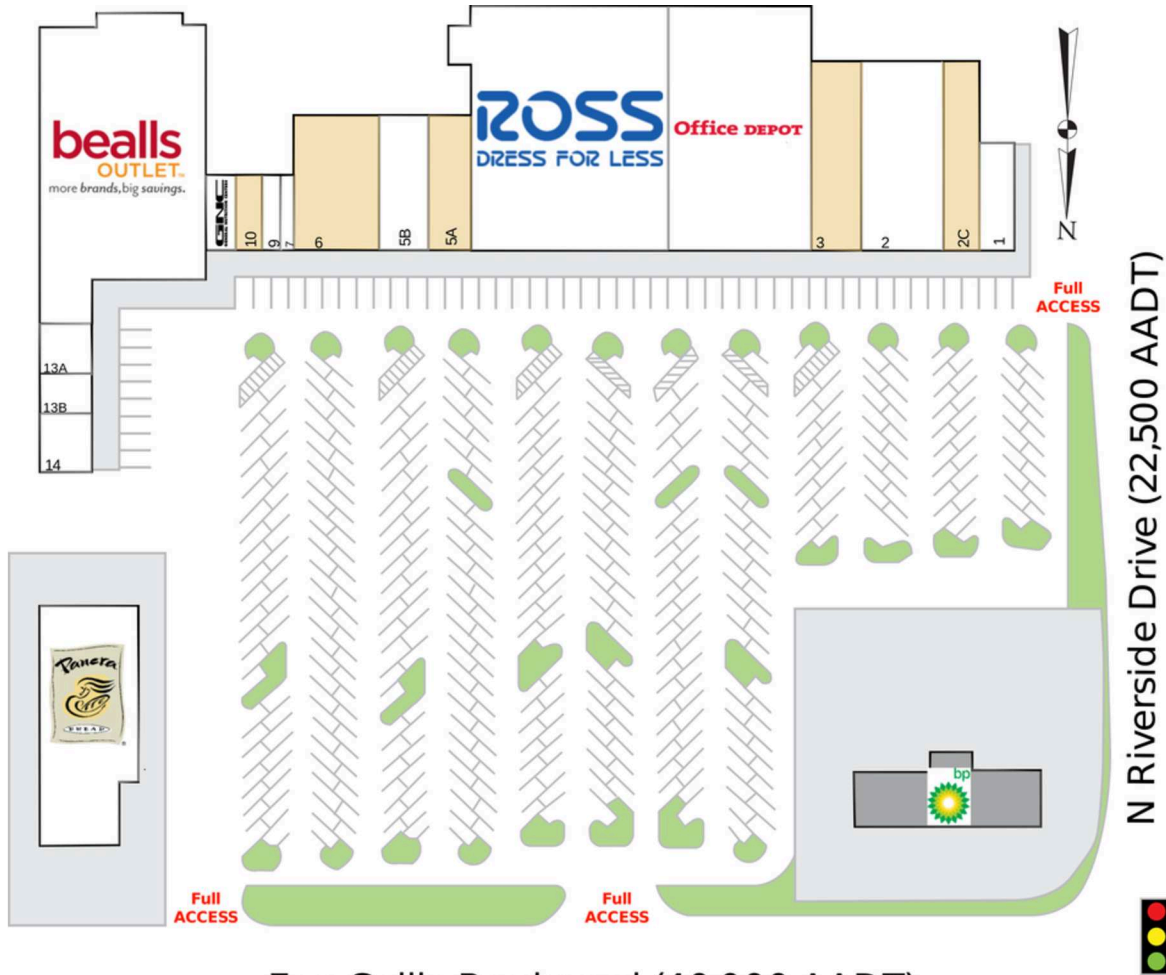 bealls
OUTLET
more brands, big savings.
ROSS
DRESS FOR LESS
Office DEPOT
GNC
10
9
7
6
5B
5A
3
2
2C
1
N
Full
ACCESS
13A
13B
14
N Riverside Drive (22,500 AADT)
Panera
BREAD
bp
Full
ACCESS
Full
ACCESS